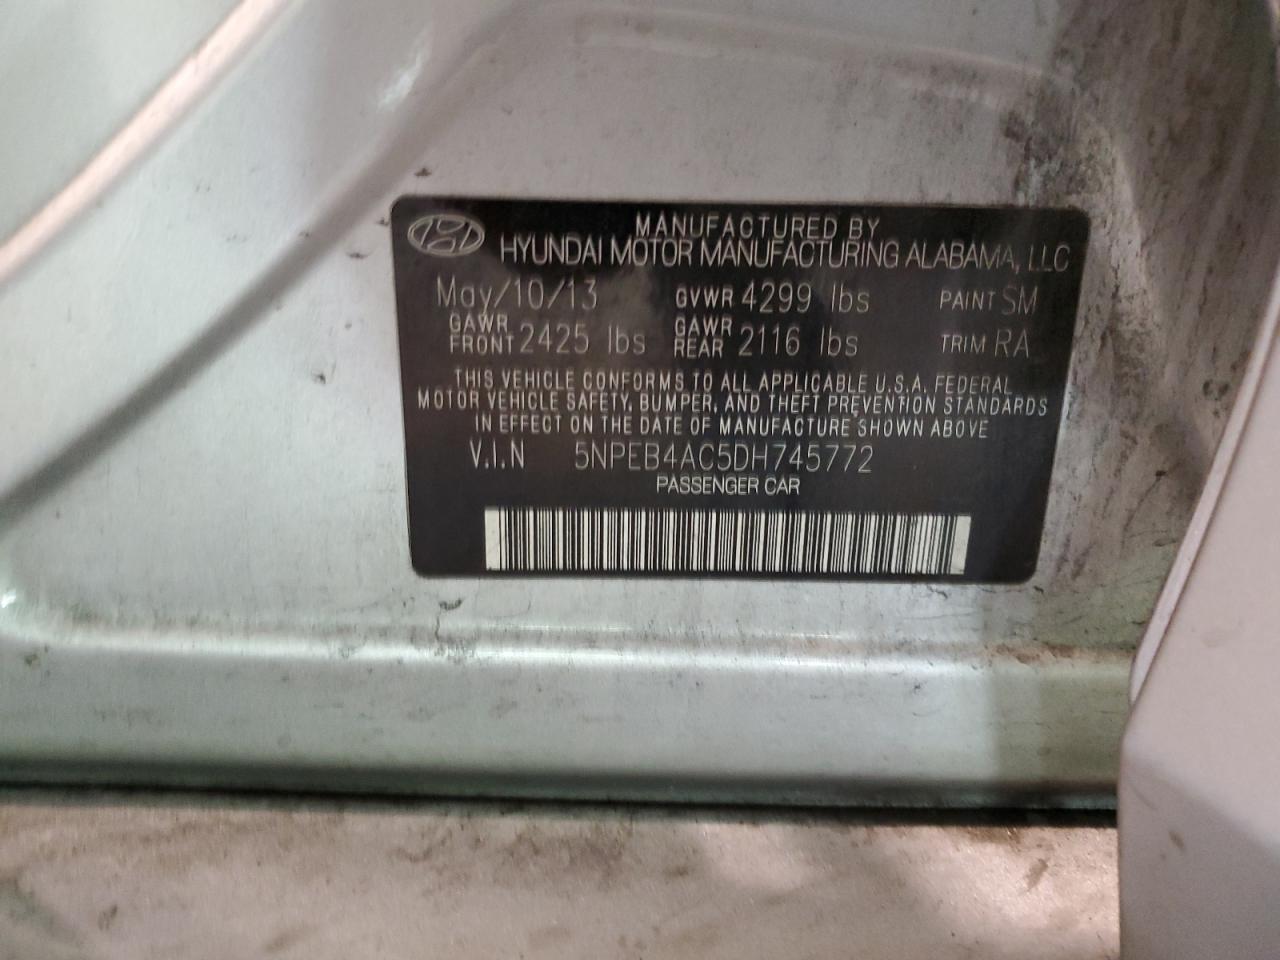 MANUFACTURED BY
HYUNDAI MOTOR MANUFACTURING ALABAMA, LLC
May/10/13 GVWR 4299 lbs PAINT SM
GAWR FRONT 2425 lbs GAWR REAR 2116 lbs TRIM RA
THIS VEHICLE CONFORMS TO ALL APPLICABLE U.S.A. FEDERAL
MOTOR VEHICLE SAFETY, BUMPER, AND THEFT PREVENTION STANDARDS
IN EFFECT ON THE DATE OF MANUFACTURE SHOWN ABOVE
V.I.N 5NPEB4AC5DH745772
PASSENGER CAR